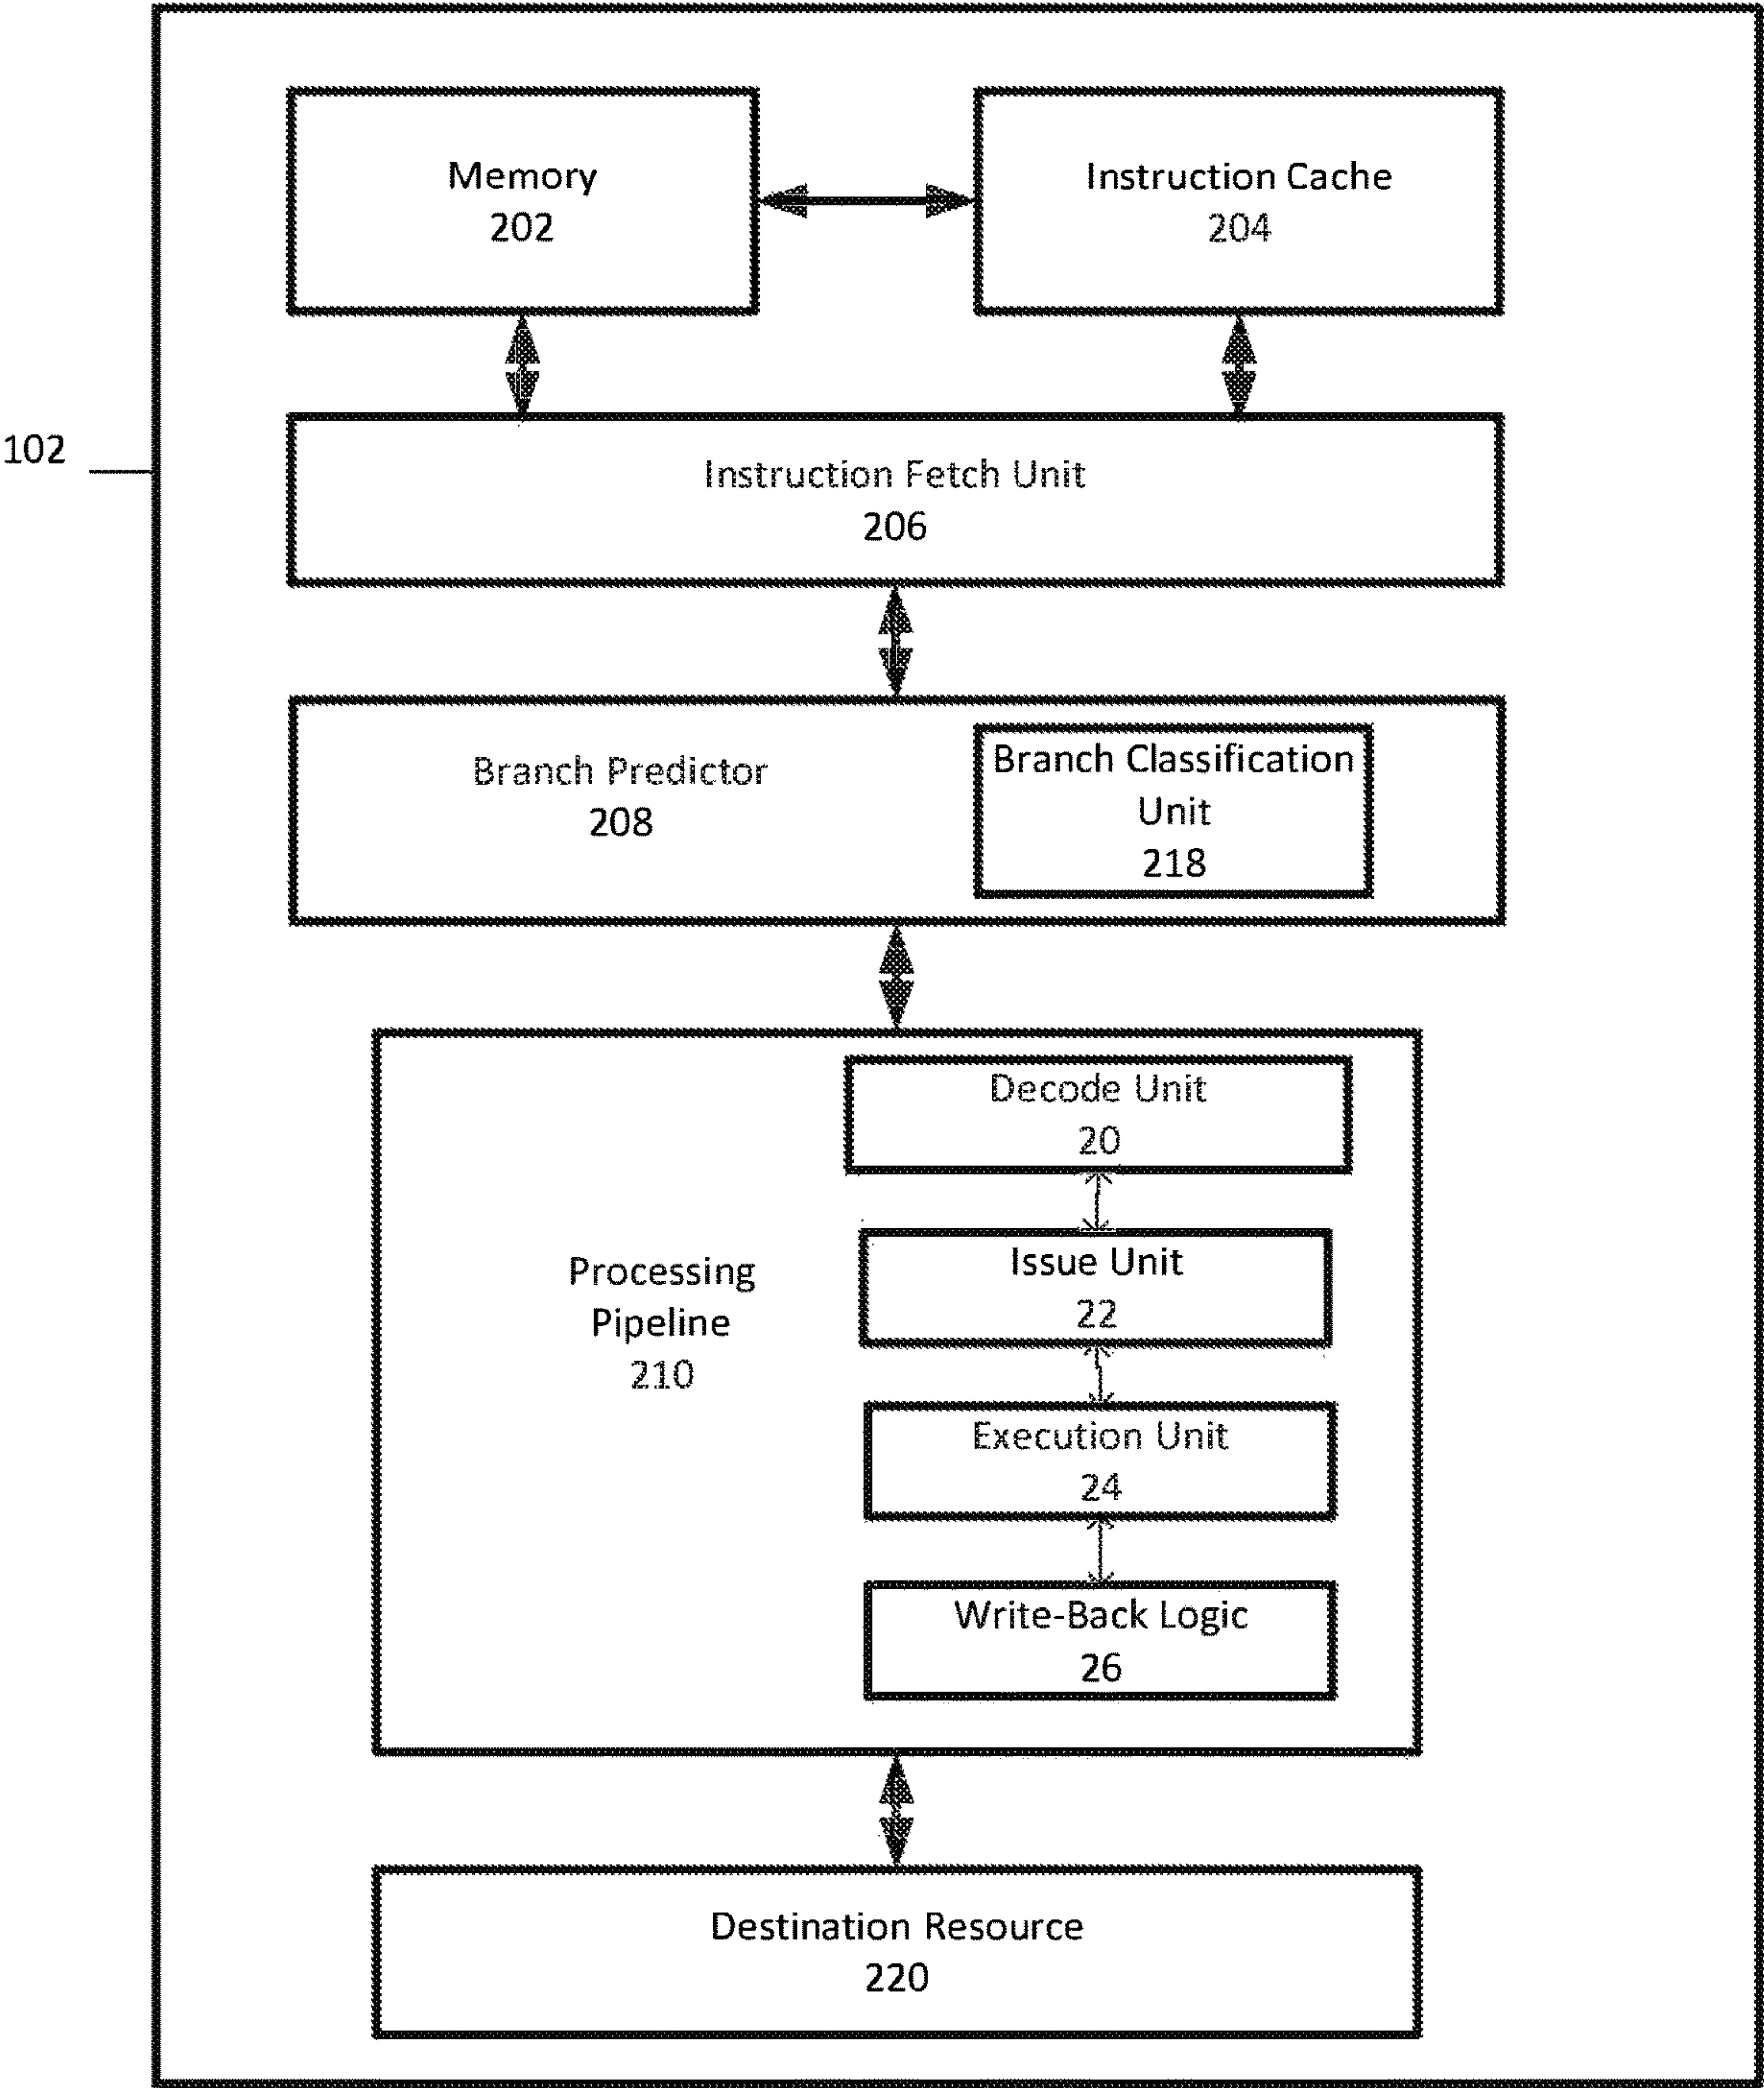 Memory
202
Instruction Cache
204
102
Instruction Fetch Unit
206
Branch Predictor
208
Branch Classification
Unit
218
Processing
Pipeline
210
Decode Unit
20
Issue Unit
22
Execution Unit
24
Write-Back Logic
26
Destination Resource
220